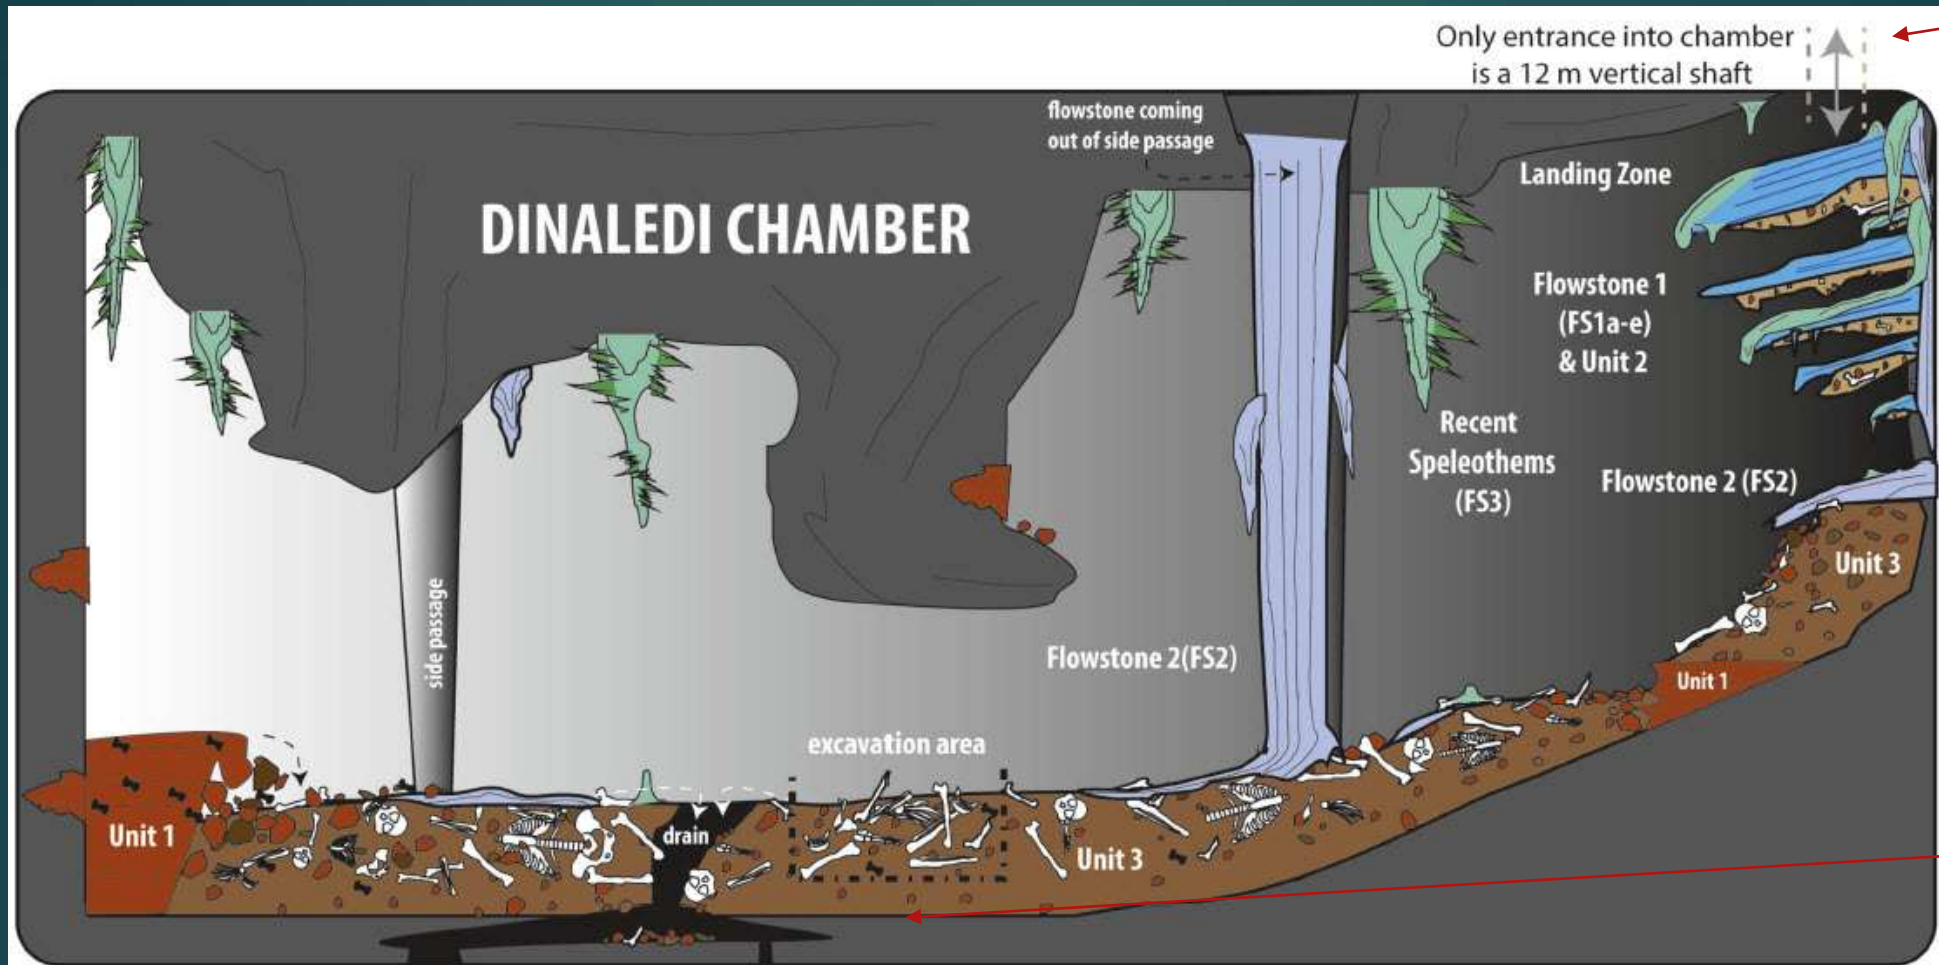 Only entrance into chamber
is a 12 m vertical shaft
flowstone coming
out of side passage
DINALEDI CHAMBER
Landing Zone
Flowstone 1
(FS1a-e)
& Unit 2
Recent
Speleothems
(FS3)
Flowstone 2 (FS2)
Unit 3
side passage
Flowstone 2(FS2)
Unit 1
excavation area
Unit 1
drain
Unit 3